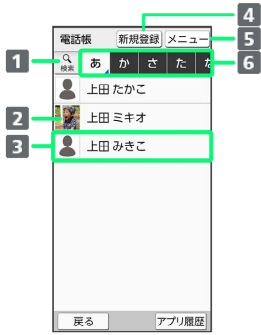 4
電話帳 新規登録 メニュー 5
1 検索 あ か さ た 6
上田 たかこ
2 上田 ミキオ
3 上田 みきこ
戻る アプリ履歴